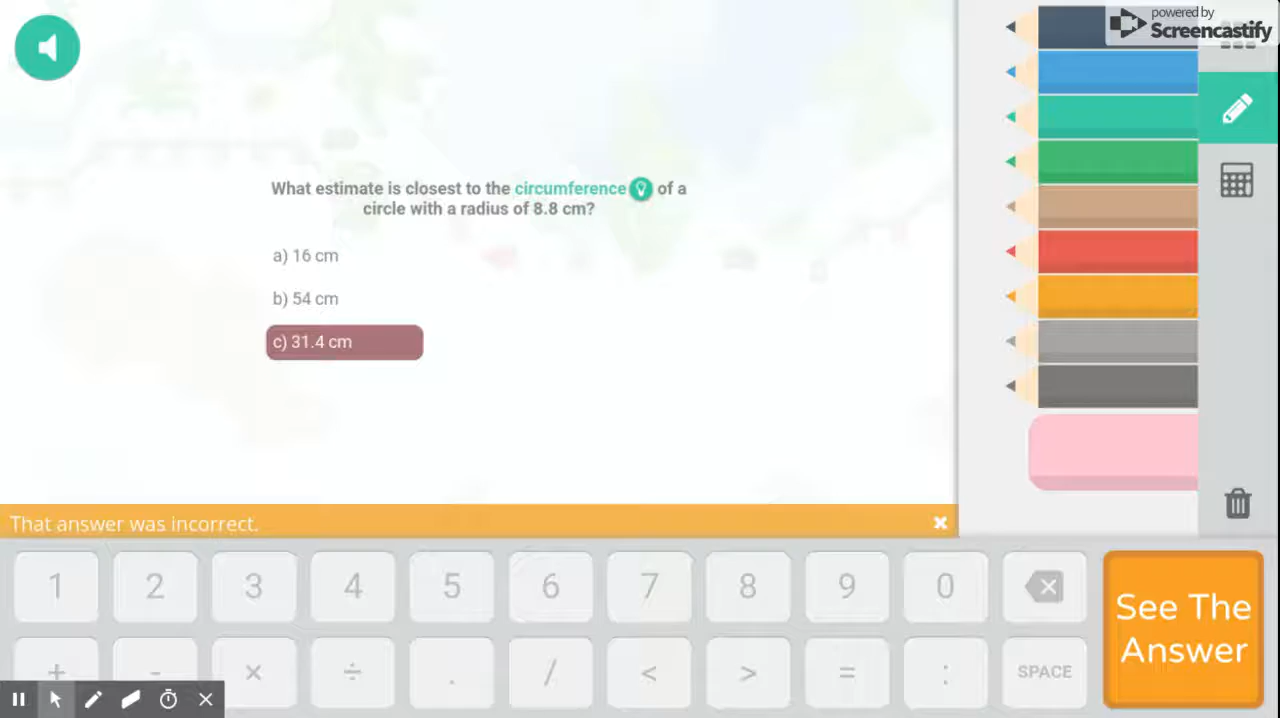 powered by
Screencastify
What estimate is closest to the circumference of a
circle with a radius of 8.8 cm?
a) 16 cm
b) 54 cm
c) 31.4 cm
That answer was incorrect.
1 2 3 4 5 6 7 8 9 0
See The
Answer
+ - × ÷ . / < > = : SPACE